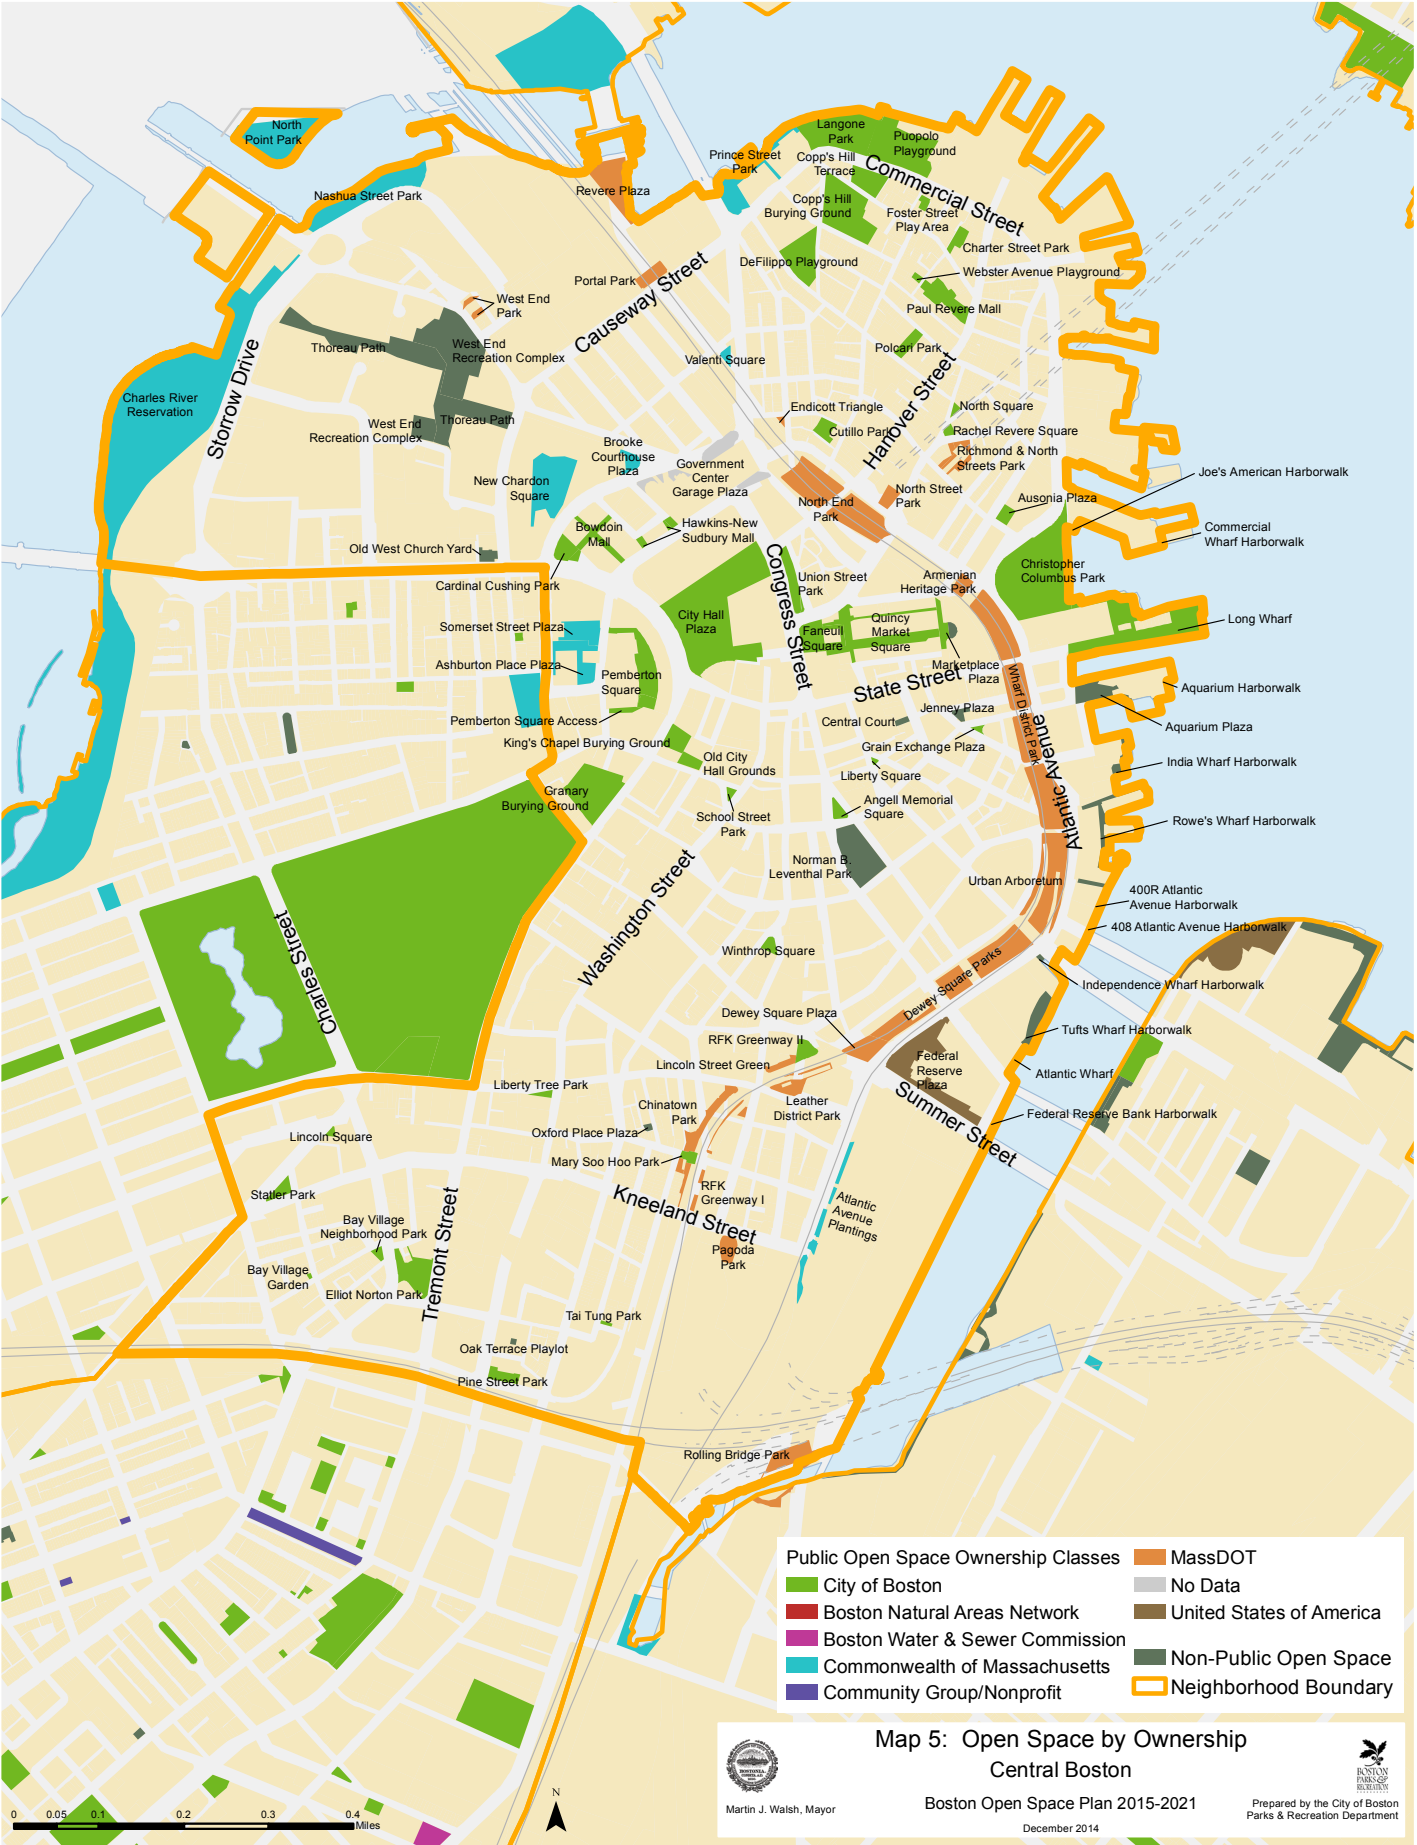 North
Point Park
Nashua Street Park
Revere Plaza
Prince Street
Park
Langone
Park
Puopolo
Playground
Copp's Hill
Terrace
Commercial Street
Copp's Hill
Burying Ground
Foster Street
Play Area
Charter Street Park
DeFilippo Playground
Webster Avenue Playground
Portal Park
Causeway Street
West End
Park
Paul Revere Mall
Thoreau Path
West End
Recreation Complex
Valenti Square
Polcari Park
Hanover Street
Storrow Drive
Charles River
Reservation
Thoreau Path
West End
Recreation Complex
Endicott Triangle
North Square
Cutillo Park
Rachel Revere Square
Richmond & North
Streets Park
Brooke
Courthouse
Plaza
Government
Center
Garage Plaza
New Chardon
Square
North End
Park
North Street
Park
Ausonia Plaza
Joe's American Harborwalk
Commercial
Wharf Harborwalk
Bowdoin
Mall
Hawkins-New
Sudbury Mall
Old West Church Yard
Cardinal Cushing Park
Congress Street
Union Street
Park
Armenian
Heritage Park
Christopher
Columbus Park
City Hall
Plaza
Faneuil
Square
Quincy
Market
Square
Long Wharf
Somerset Street Plaza
Ashburton Place Plaza
Pemberton
Square
Marketplace
Plaza
State Street
Wharf District Park
Aquarium Harborwalk
Pemberton Square Access
Central Court
Jenney Plaza
Aquarium Plaza
King's Chapel Burying Ground
Grain Exchange Plaza
Atlantic Avenue
Old City
Hall Grounds
Liberty Square
India Wharf Harborwalk
Granary
Burying Ground
School Street
Park
Angell Memorial
Square
Rowe's Wharf Harborwalk
Washington Street
Norman B.
Leventhal Park
Urban Arboretum
400R Atlantic
Avenue Harborwalk
408 Atlantic Avenue Harborwalk
Charles Street
Winthrop Square
Dewey Square Parks
Independence Wharf Harborwalk
Dewey Square Plaza
Tufts Wharf Harborwalk
RFK Greenway II
Lincoln Street Green
Federal
Reserve
Plaza
Atlantic Wharf
Liberty Tree Park
Chinatown
Park
Leather
District Park
Summer Street
Federal Reserve Bank Harborwalk
Lincoln Square
Oxford Place Plaza
Mary Soo Hoo Park
Statler Park
Tremont Street
Kneeland Street
RFK
Greenway I
Atlantic
Avenue
Plantings
Bay Village
Neighborhood Park
Pagoda
Park
Bay Village
Garden
Elliot Norton Park
Tai Tung Park
Oak Terrace Playlot
Pine Street Park
Rolling Bridge Park
Public Open Space Ownership Classes
City of Boston
Boston Natural Areas Network
Boston Water & Sewer Commission
Commonwealth of Massachusetts
Community Group/Nonprofit
MassDOT
No Data
United States of America
Non-Public Open Space
Neighborhood Boundary
Map 5: Open Space by Ownership
Central Boston
Boston Open Space Plan 2015-2021
December 2014
Martin J. Walsh, Mayor
BOSTON
PARKS &
RECREATION
Prepared by the City of Boston
Parks & Recreation Department
N
0 0.05 0.1 0.2 0.3 0.4
Miles